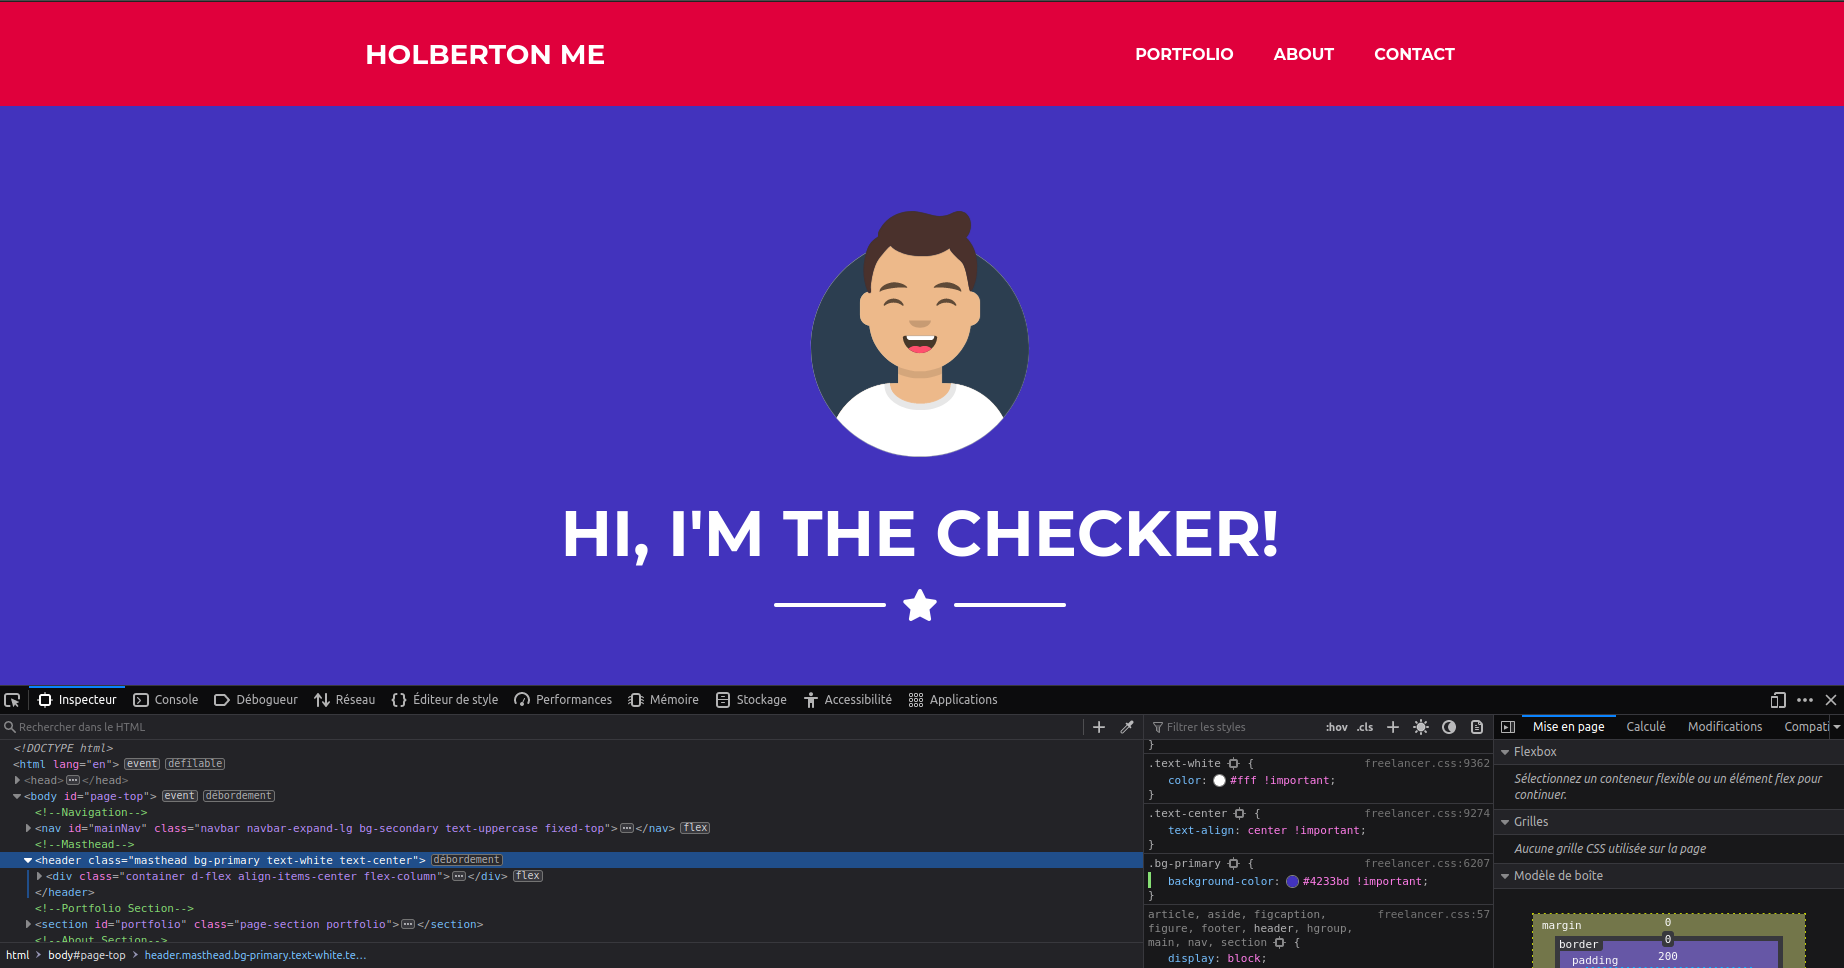 HOLBERTON ME
PORTFOLIO ABOUT CONTACT
HI, I'M THE CHECKER!
Inspecteur Console Débogueur Réseau Éditeur de style Performances Mémoire Stockage Accessibilité Applications
Rechercher dans le HTML
<!DOCTYPE html>
<html lang="en"> event défilable
<head> </head>
<body id="page-top"> event débordement
<!--Navigation-->
<nav id="mainNav" class="navbar navbar-expand-lg bg-secondary text-uppercase fixed-top"> </nav> flex
<!--Masthead-->
<header class="masthead bg-primary text-white text-center"> débordement
<div class="container d-flex align-items-center flex-column"> </div> flex
</header>
<!--Portfolio Section-->
<section id="portfolio" class="page-section portfolio"> </section>
<!--About Section-->
html body#page-top header.masthead.bg-primary.text-white.te…
Filtrer les styles :hov .cls
}
.text-white { freelancer.css:9362
color: #fff !important;
}
.text-center { freelancer.css:9274
text-align: center !important;
}
.bg-primary { freelancer.css:6207
background-color: #4233bd !important;
}
article, aside, figcaption, freelancer.css:57
figure, footer, header, hgroup,
main, nav, section {
display: block;
Mise en page Calculé Modifications Compati
Flexbox
Sélectionnez un conteneur flexible ou un élément flex pour
continuer.
Grilles
Aucune grille CSS utilisée sur la page
Modèle de boîte
margin 0
border 0
padding 200